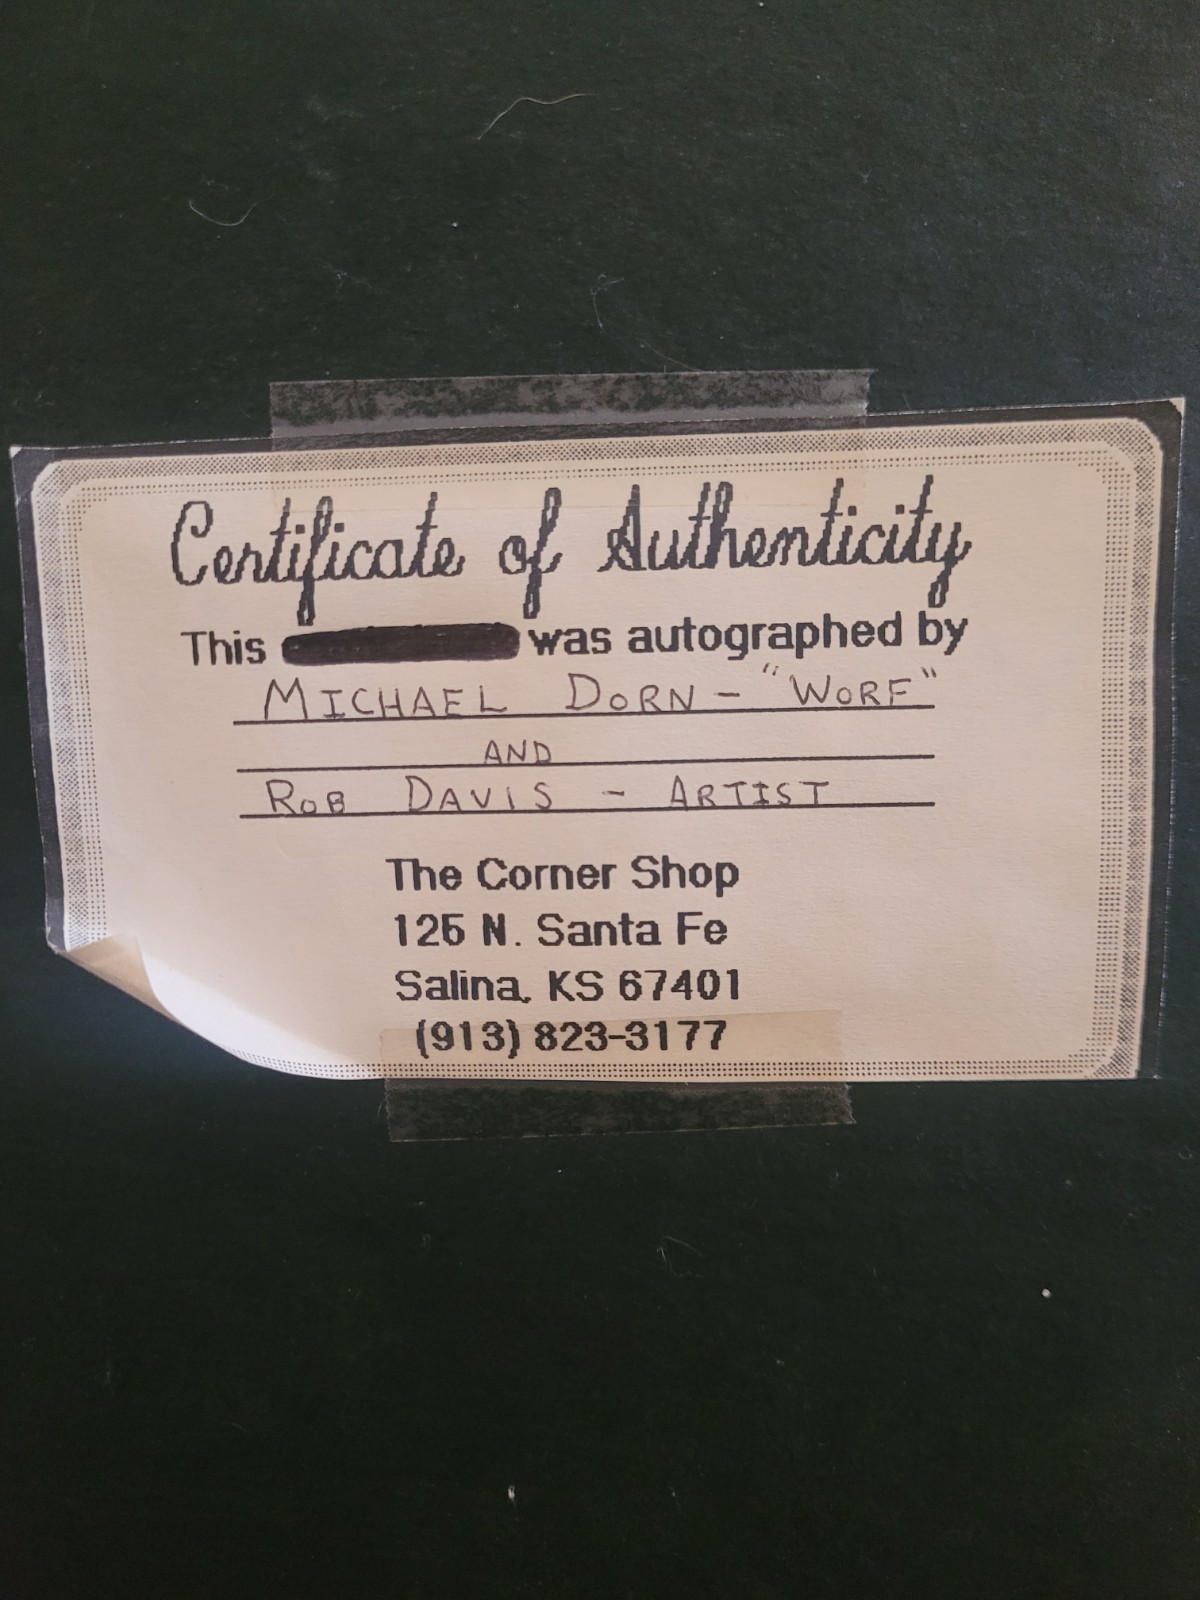 Certificate of Authenticity
This was autographed by
MICHAEL DORN - "WORF"
AND
ROB DAVIS - ARTIST
The Corner Shop
125 N. Santa Fe
Salina, KS 67401
(913) 823-3177